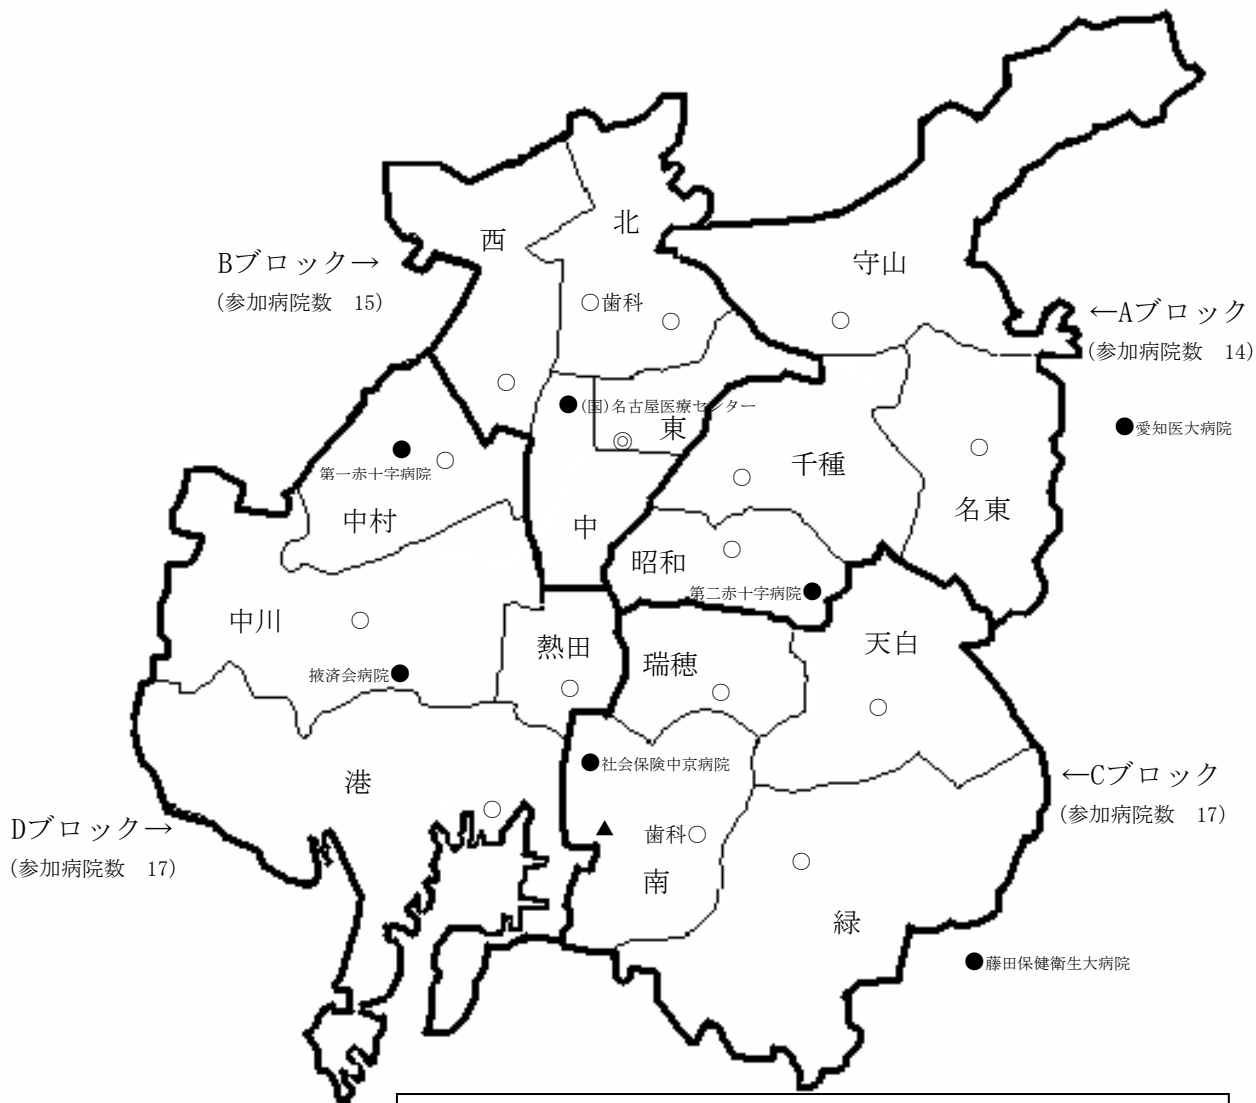 北
西
守山
Bブロック→
(参加病院数 15)
○歯科
←Aブロック
(参加病院数 14)
●(国)名古屋医療センター
東
●愛知医大病院
千種
第一赤十字病院
名東
中村
中
昭和
第二赤十字病院●
中川
熱田
天白
瑞穂
掖済会病院●
●社会保険中京病院
港
←Cブロック
(参加病院数 17)
Dブロック→
(参加病院数 17)
歯科○
南
緑
●藤田保健衛生大病院